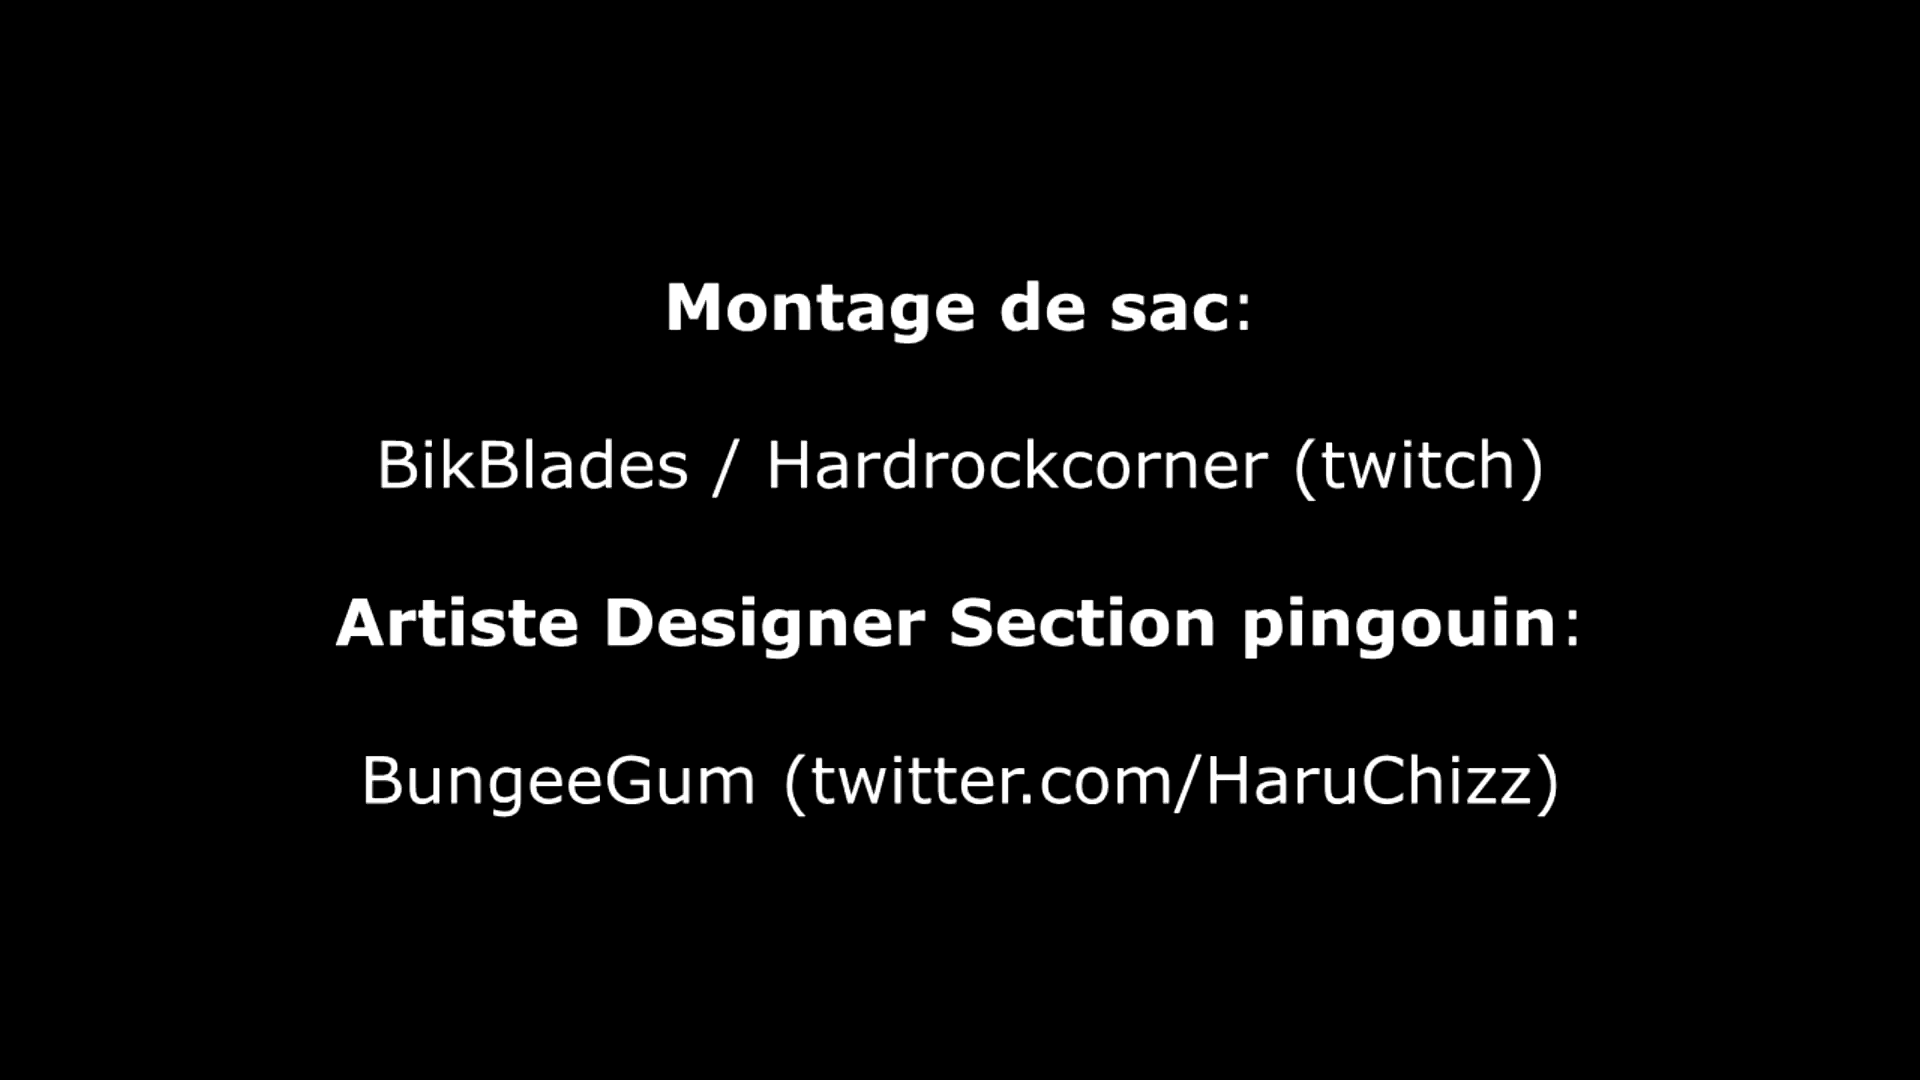 Montage de sac:
BikBlades / Hardrockcorner (twitch)
Artiste Designer Section pingouin:
BungeeGum (twitter.com/HaruChizz)